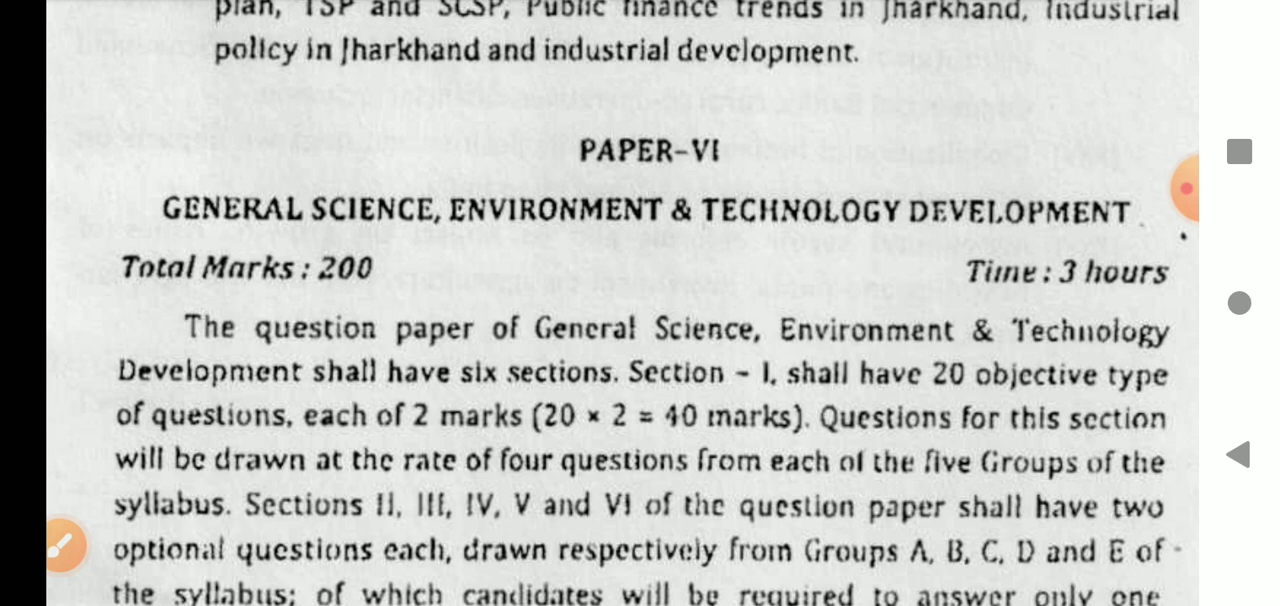 plan, TSP and SCSP, Public finance trends in Jharkhand, Industrial
policy in Jharkhand and industrial development.
PAPER-VI
GENERAL SCIENCE, ENVIRONMENT & TECHNOLOGY DEVELOPMENT
Total Marks : 200 Time : 3 hours
The question paper of General Science, Environment & Technology
Development shall have six sections. Section - I, shall have 20 objective type
of questions, each of 2 marks (20 × 2 = 40 marks). Questions for this section
will be drawn at the rate of four questions from each of the five Groups of the
syllabus. Sections II, III, IV, V and VI of the question paper shall have two
optional questions each, drawn respectively from Groups A, B, C, D and E of
the syllabus; of which candidates will be required to answer only one